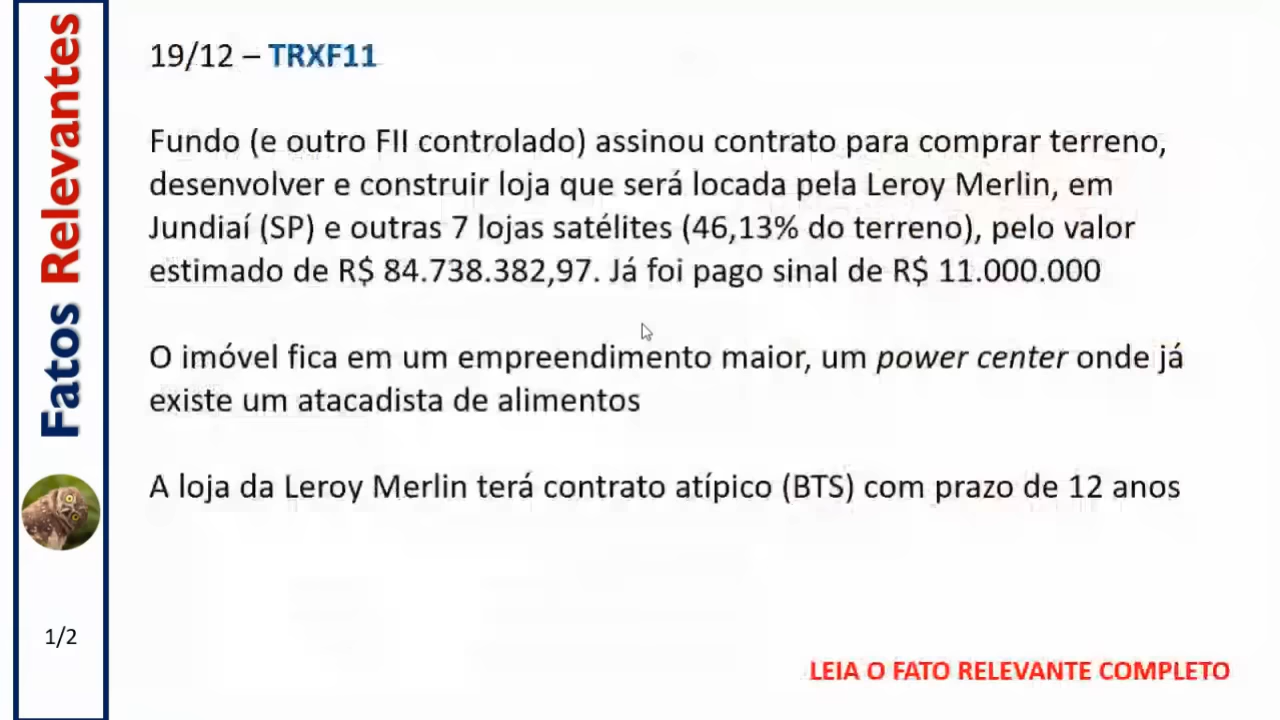 Fatos Relevantes
19/12 – TRXF11
Fundo (e outro FII controlado) assinou contrato para comprar terreno,
desenvolver e construir loja que será locada pela Leroy Merlin, em
Jundiaí (SP) e outras 7 lojas satélites (46,13% do terreno), pelo valor
estimado de R$ 84.738.382,97. Já foi pago sinal de R$ 11.000.000
O imóvel fica em um empreendimento maior, um power center onde já
existe um atacadista de alimentos
A loja da Leroy Merlin terá contrato atípico (BTS) com prazo de 12 anos
1/2
LEIA O FATO RELEVANTE COMPLETO